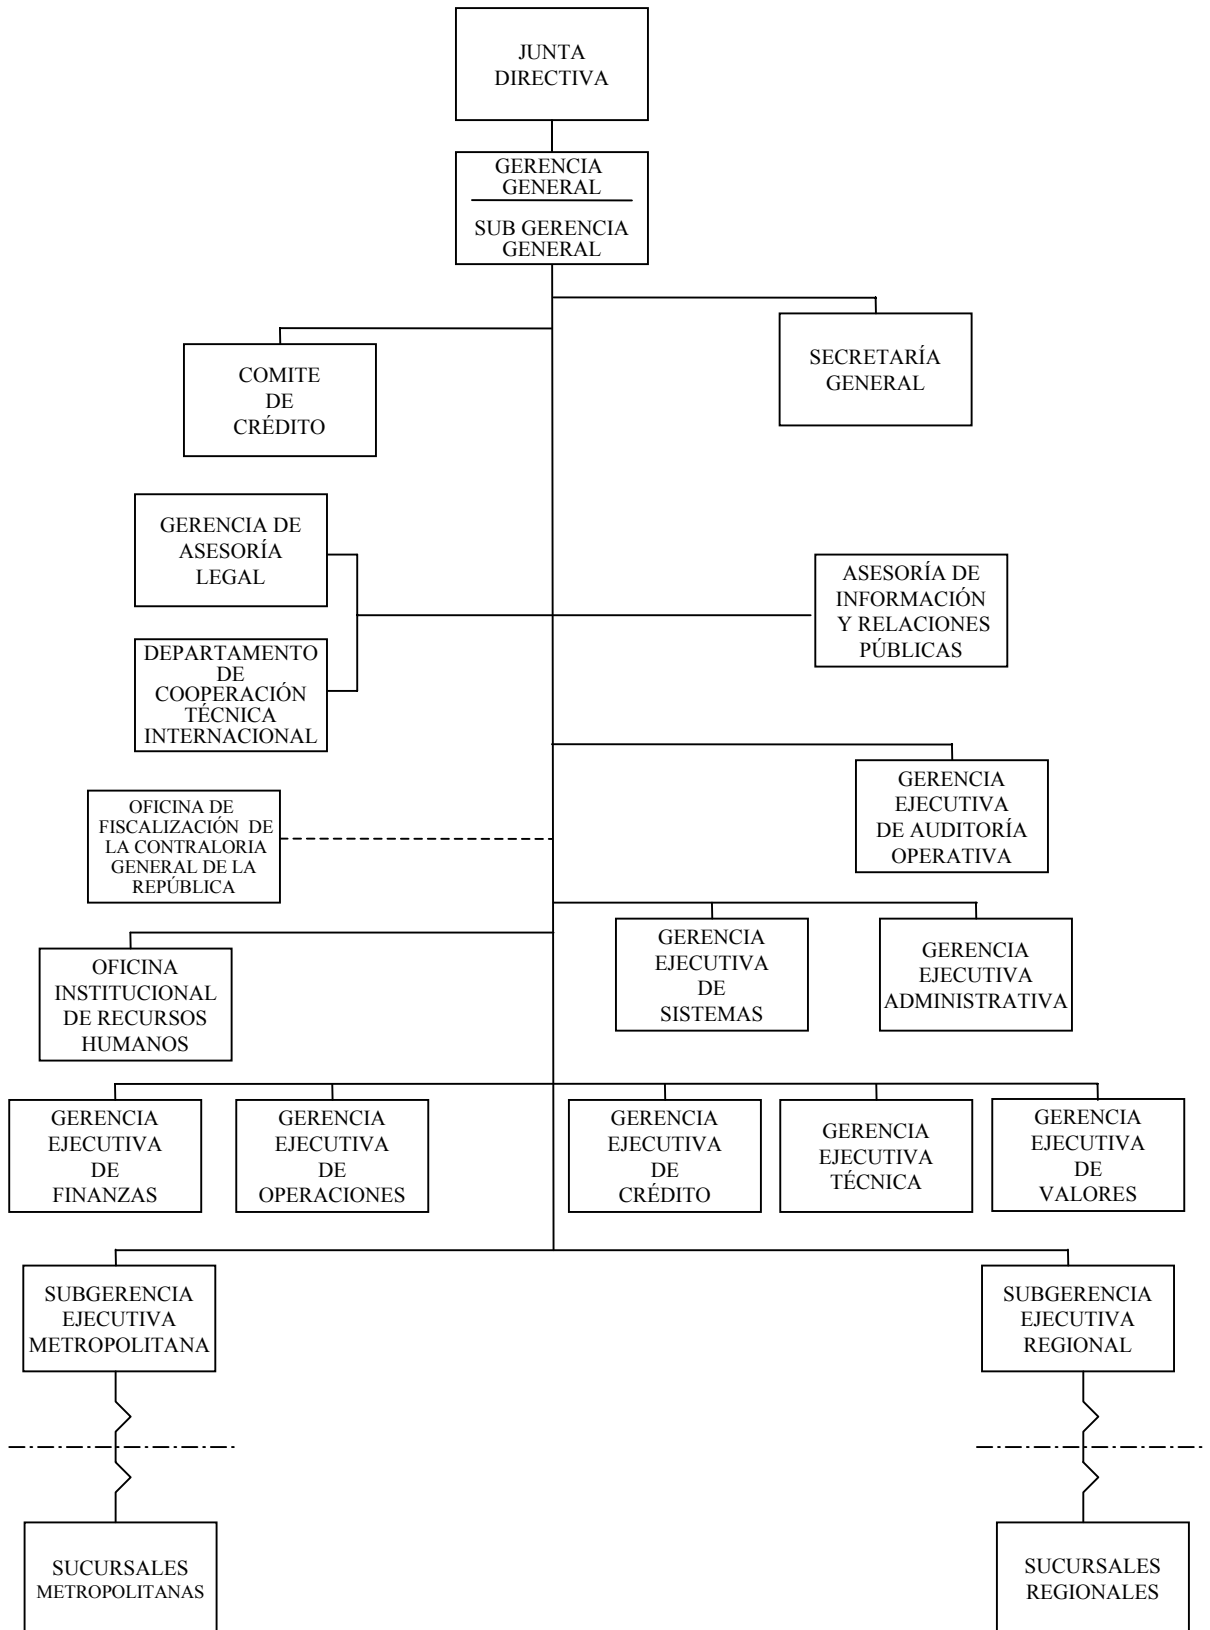 JUNTA
DIRECTIVA
GERENCIA
GENERAL
SUB GERENCIA
GENERAL
SECRETARÍA
GENERAL
COMITE
DE
CRÉDITO
GERENCIA DE
ASESORÍA
LEGAL
ASESORÍA DE
INFORMACIÓN
Y RELACIONES
PÚBLICAS
DEPARTAMENTO
DE
COOPERACIÓN
TÉCNICA
INTERNACIONAL
GERENCIA
EJECUTIVA
DE AUDITORÍA
OPERATIVA
OFICINA DE
FISCALIZACIÓN DE
LA CONTRALORIA
GENERAL DE LA
REPÚBLICA
GERENCIA
EJECUTIVA
DE
SISTEMAS
GERENCIA
EJECUTIVA
ADMINISTRATIVA
OFICINA
INSTITUCIONAL
DE RECURSOS
HUMANOS
GERENCIA
EJECUTIVA
DE
FINANZAS
GERENCIA
EJECUTIVA
DE
OPERACIONES
GERENCIA
EJECUTIVA
DE
CRÉDITO
GERENCIA
EJECUTIVA
TÉCNICA
GERENCIA
EJECUTIVA
DE
VALORES
SUBGERENCIA
EJECUTIVA
METROPOLITANA
SUBGERENCIA
EJECUTIVA
REGIONAL
SUCURSALES
METROPOLITANAS
SUCURSALES
REGIONALES